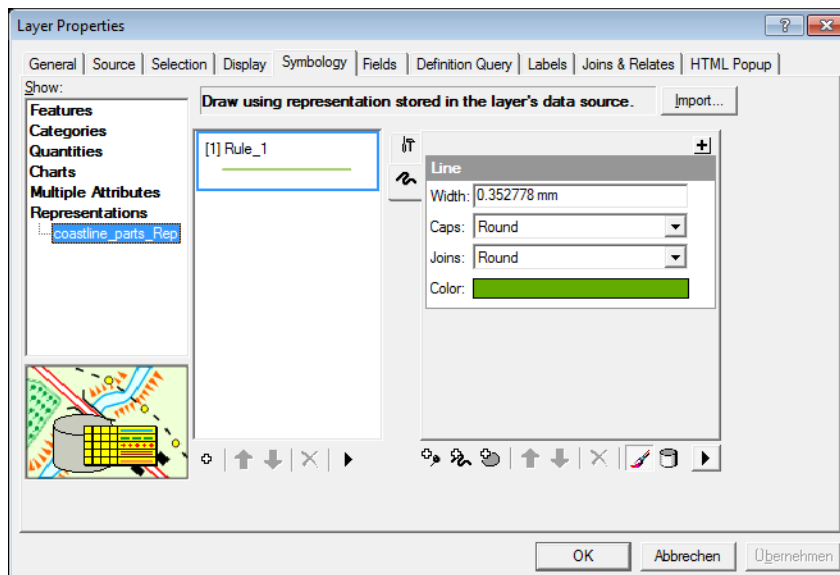 Layer Properties
General Source Selection Display Symbology Fields Definition Query Labels Joins & Relates HTML Popup
Show:
Features
Categories
Quantities
Charts
Multiple Attributes
Representations
coastline_parts_Rep
Draw using representation stored in the layer's data source.
Import...
[1] Rule_1
Line
Width: 0.352778 mm
Caps: Round
Joins: Round
Color:
OK Abbrechen Übernehmen